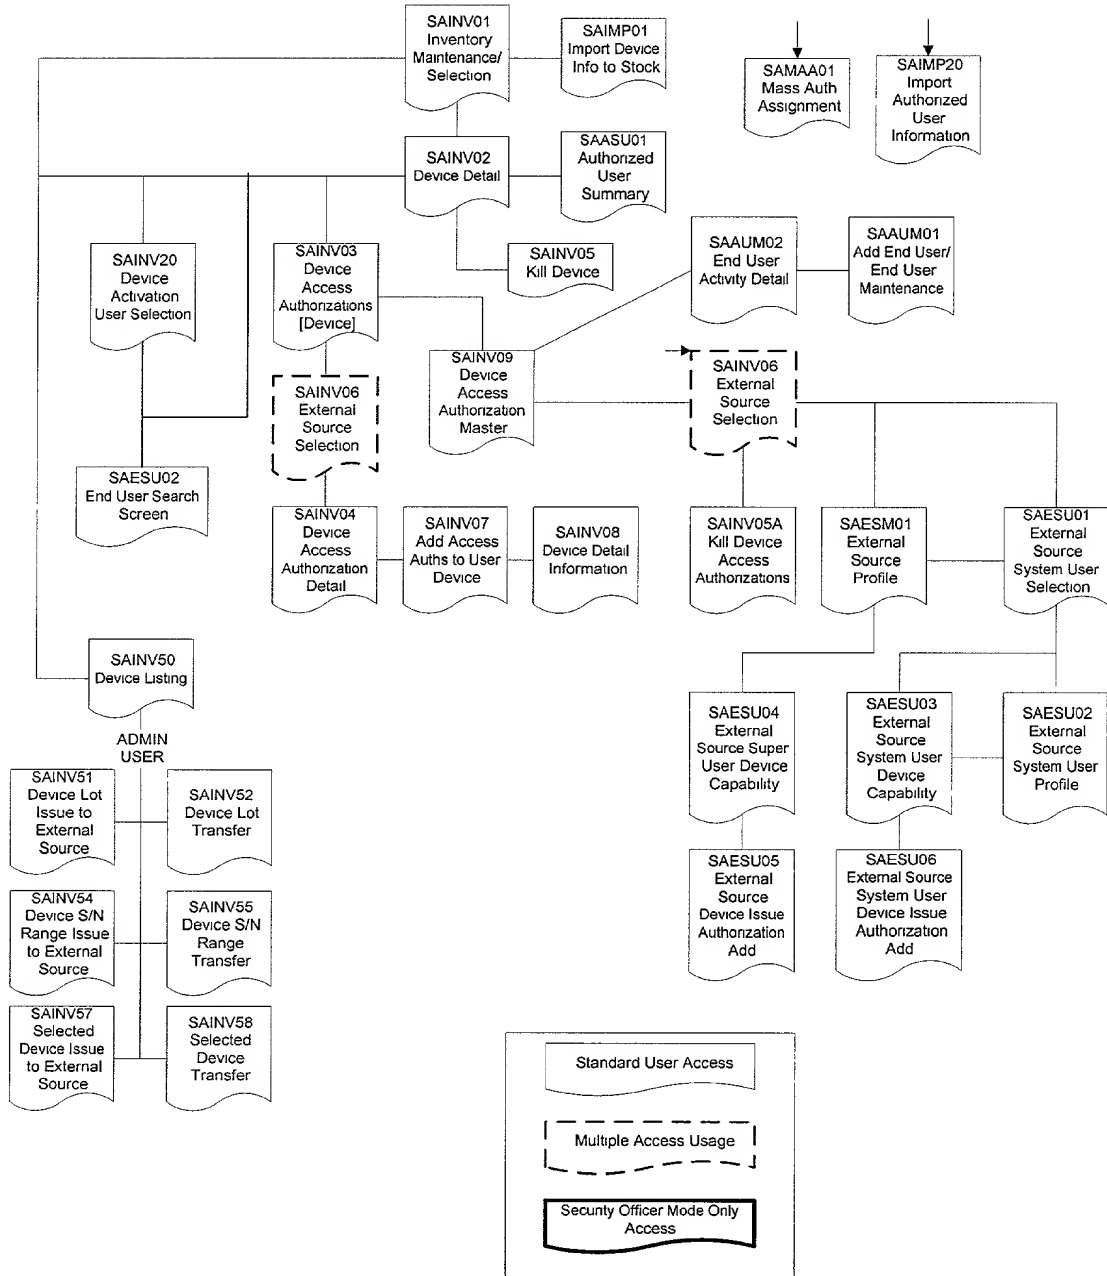 SAINV01
Inventory
Maintenance/
Selection
SAIMP01
Import Device
Info to Stock
SAMAA01
Mass Auth
Assignment
SAIMP20
Import
Authorized
User
Information
SAINV02
Device Detail
SAASU01
Authorized
User
Summary
SAINV20
Device
Activation
User Selection
SAINV03
Device
Access
Authorizations
[Device]
SAINV05
Kill Device
SAAUM02
End User
Activity Detail
SAAUM01
Add End User/
End User
Maintenance
SAINV06
External
Source
Selection
SAINV09
Device
Access
Authorization
Master
SAINV06
External
Source
Selection
SAESU02
End User Search
Screen
SAINV04
Device
Access
Authorization
Detail
SAINV07
Add Access
Auths to User
Device
SAINV08
Device Detail
Information
SAINV05A
Kill Device
Access
Authorizations
SAESM01
External
Source
Profile
SAESU01
External
Source
System User
Selection
SAINV50
Device Listing
ADMIN
USER
SAINV51
Device Lot
Issue to
External
Source
SAINV52
Device Lot
Transfer
SAESU04
External
Source Super
User Device
Capability
SAESU03
External
Source
System User
Device
Capability
SAESU02
External
Source
System User
Profile
SAINV54
Device S/N
Range Issue
to External
Source
SAINV55
Device S/N
Range
Transfer
SAESU05
External
Source
Device Issue
Authorization
Add
SAESU06
External Source
System User
Device Issue
Authorization
Add
SAINV57
Selected
Device Issue
to External
Source
SAINV58
Selected
Device
Transfer
Standard User Access
Multiple Access Usage
Security Officer Mode Only
Access